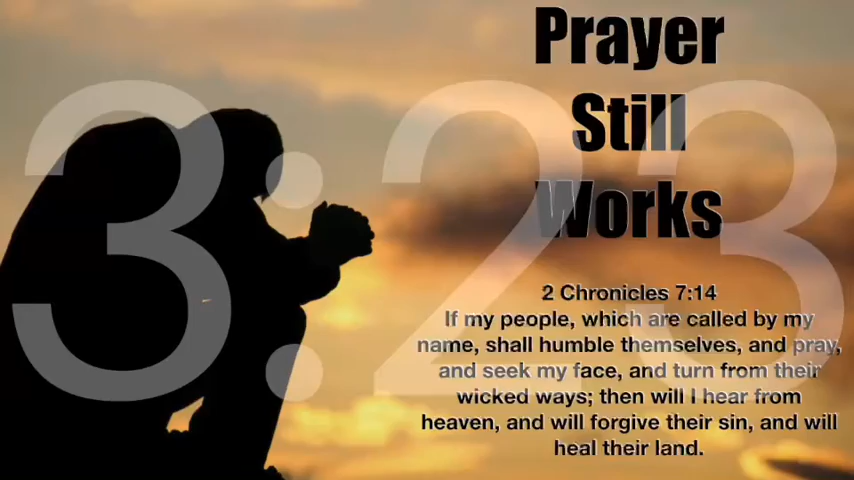 3:23
Prayer
Still
Works
2 Chronicles 7:14
If my people, which are called by my
name, shall humble themselves, and pray,
and seek my face, and turn from their
wicked ways; then will I hear from
heaven, and will forgive their sin, and will
heal their land.